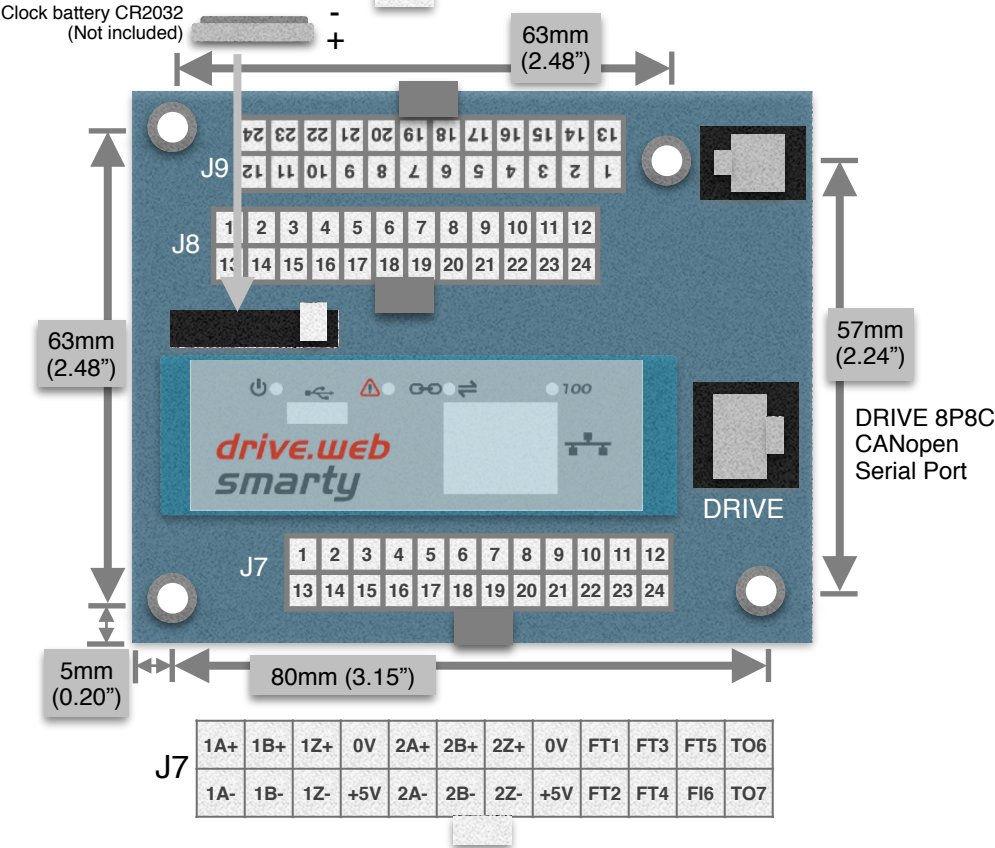 Clock battery CR2032
(Not included)
-
+
63mm
(2.48”)
J9
24 23 22 21 20 19 18 17 16 15 14 13
12 11 10 9 8 7 6 5 4 3 2 1
J8
1 2 3 4 5 6 7 8 9 10 11 12
13 14 15 16 17 18 19 20 21 22 23 24
63mm
(2.48”)
57mm
(2.24”)
100
drive.web
smarty
DRIVE 8P8C
CANopen
Serial Port
DRIVE
J7
1 2 3 4 5 6 7 8 9 10 11 12
13 14 15 16 17 18 19 20 21 22 23 24
5mm
(0.20”)
80mm (3.15”)
J7
1A+ 1B+ 1Z+ 0V 2A+ 2B+ 2Z+ 0V FT1 FT3 FT5 TO6
1A- 1B- 1Z- +5V 2A- 2B- 2Z- +5V FT2 FT4 FI6 TO7